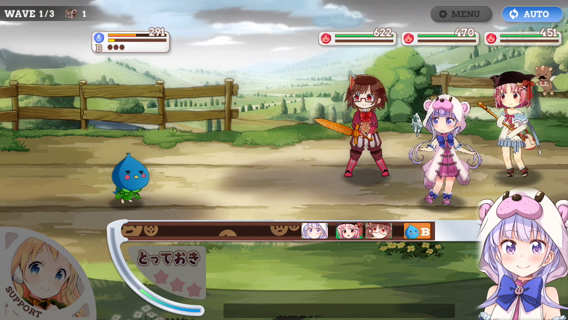 WAVE 1/3 1
MENU
AUTO
291
B
622
470
451
B
とっておき
SUPPORT